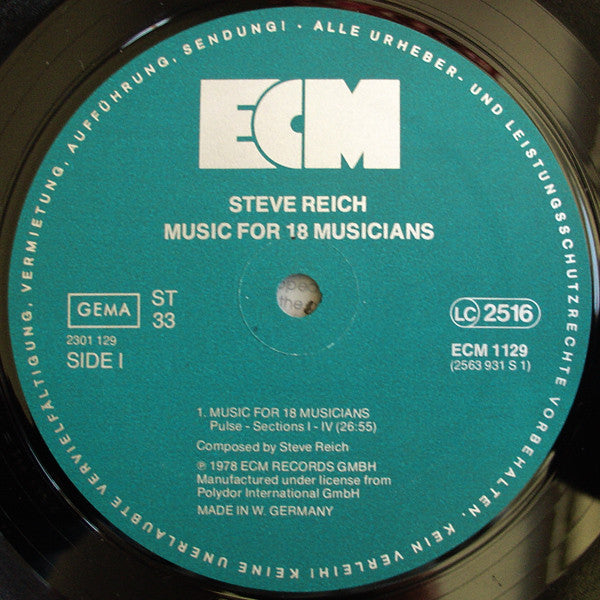 ALLE URHEBER- UND LEISTUNGSSCHUTZRECHTE VORBEHALTEN. KEIN VERLEIH! KEINE UNERLAUBTE VERVIELFÄLTIGUNG, VERMIETUNG, AUFFÜHRUNG, SENDUNG! •
ECM
STEVE REICH
MUSIC FOR 18 MUSICIANS
GEMA
ST
33
2301 129
SIDE I
LC 2516
ECM 1129
(2563 931 S 1)
the
1. MUSIC FOR 18 MUSICIANS
Pulse - Sections I - IV (26:55)
Composed by Steve Reich
℗ 1978 ECM RECORDS GMBH
Manufactured under license from
Polydor International GmbH
MADE IN W. GERMANY